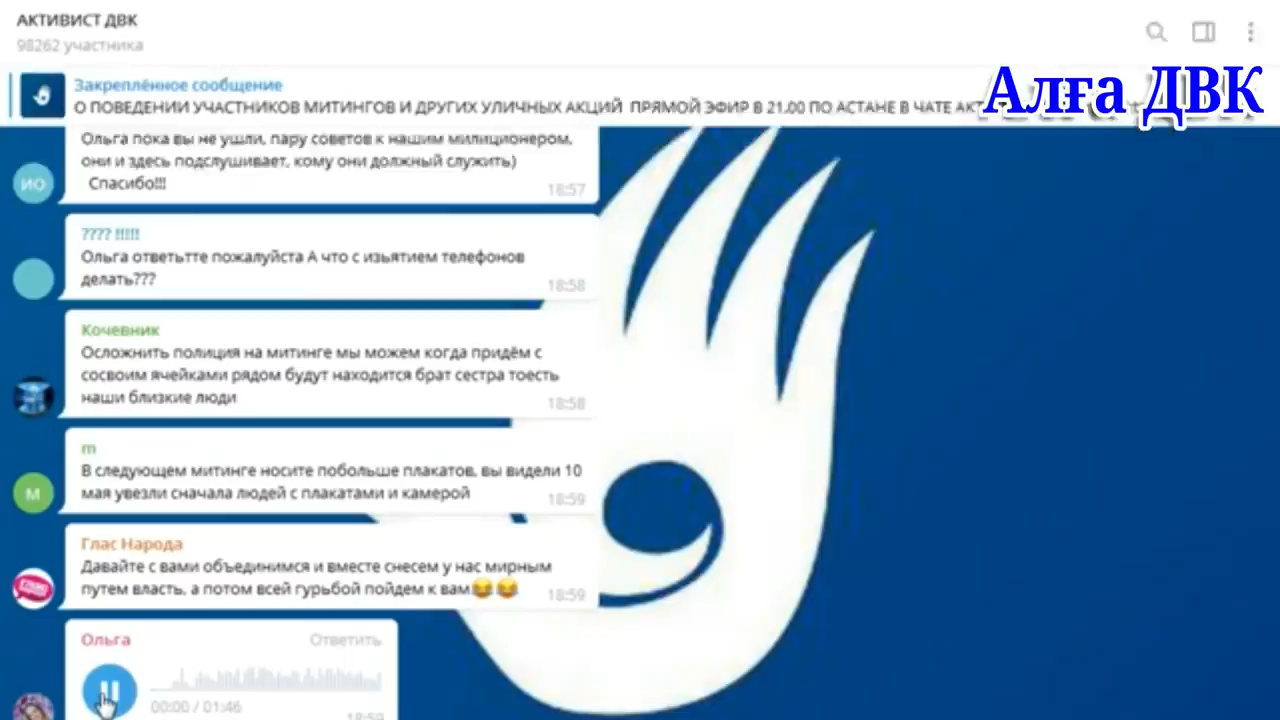 АКТИВИСТ ДВК
98262 участника
Закреплённое сообщение
О ПОВЕДЕНИИ УЧАСТНИКОВ МИТИНГОВ И ДРУГИХ УЛИЧНЫХ АКЦИЙ ПРЯМОЙ ЭФИР В 21.00 ПО АСТАНЕ В ЧАТЕ
Алға ДВК
Ольга пока вы не ушли, пару советов к нашим милиционером,
они и здесь подслушивает, кому они должный служить)
Спасибо!!!
18:57
ИО
???? !!!!!
Ольга ответьтте пожалуйста А что с изьятием телефонов
делать???
18:58
Кочевник
Осложнить полиция на митинге мы можем когда придём с
сосвоим ячейками рядом будут находится брат сестра тоесть
наши близкие люди
18:58
m
В следующем митинге носите побольше плакатов, вы видели 10
мая увезли сначала людей с плакатами и камерой
18:59
М
Глас Народа
Давайте с вами объединимся и вместе снесем у нас мирным
путем власть, а потом всей гурьбой пойдем к вам😂😂
18:59
Ольга
Ответить
00:00 / 01:46
18:59